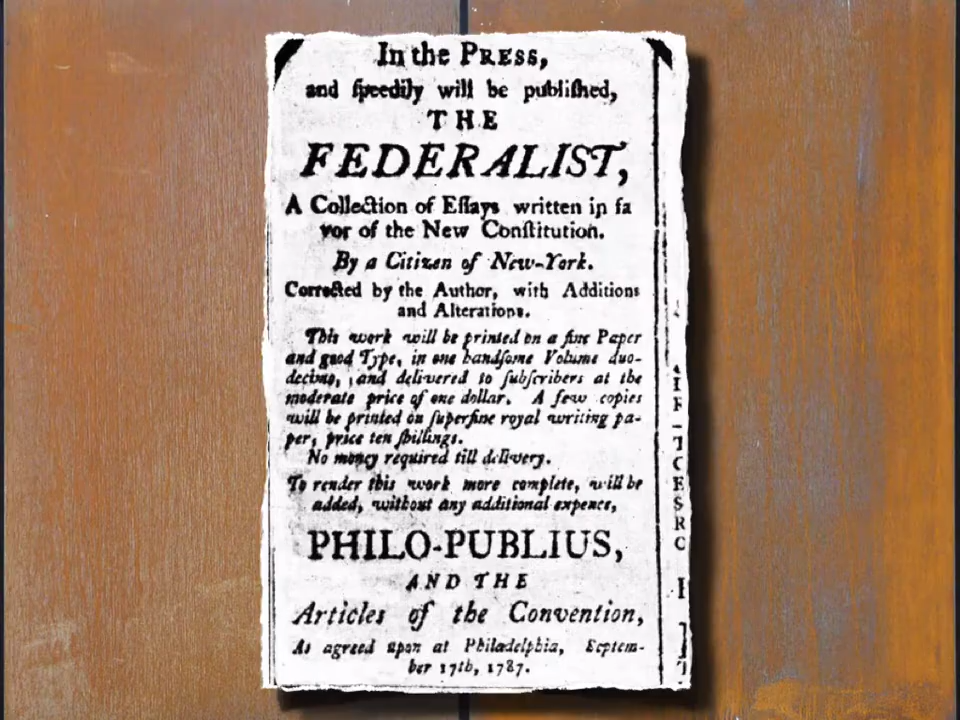 In the PRESS,
and ſpeedily will be publiſhed,
THE
FEDERALIST,
A Collection of Eſſays written in fa
vor of the New Conſtitution.
By a Citizen of New-York.
Corrected by the Author, with Additions
and Alterations.
This work will be printed on a fine Paper
and good Type, in one handſome Volume duo-
decimo, and delivered to ſubſcribers at the
moderate price of one dollar. A few copies
will be printed on ſuperfine royal writing pa-
per, price ten ſhillings.
No money required till delivery.
To render this work more complete, will be
added, without any additional expence,
PHILO-PUBLIUS,
AND THE
Articles of the Convention,
As agreed upon at Philadelphia, Septem-
ber 17th, 1787.